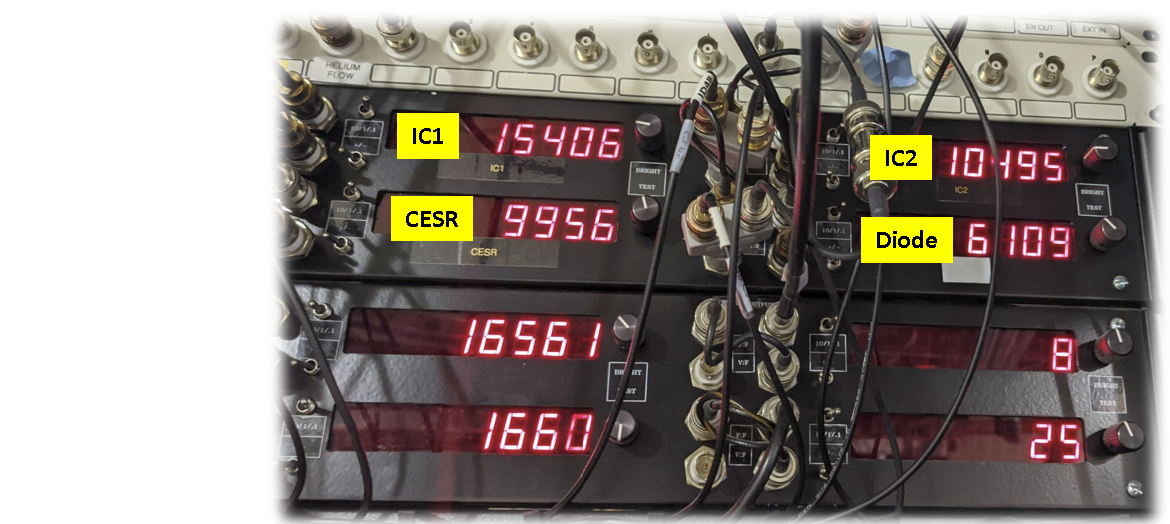 EN OUT
EXT IN
HELIUM
FLOW
IC1
15406
IC1
BRIGHT
TEST
CESR
9956
CESR
IC2
10495
IC2
BRIGHT
TEST
Diode
6109
16561
BRIGHT
TEST
1660
P:F
V:F
P:F
V:F
8
BRIGHT
TEST
25